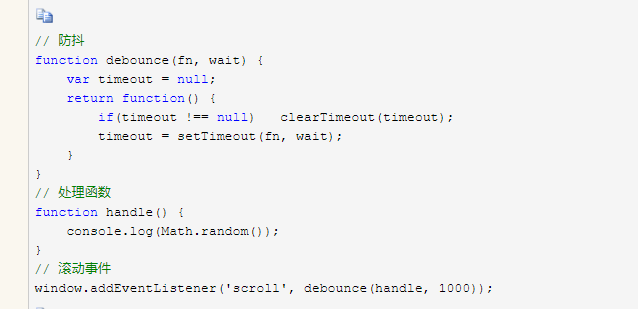 // 防抖
function debounce(fn, wait) {
    var timeout = null;
    return function() {
        if(timeout !== null)   clearTimeout(timeout);
        timeout = setTimeout(fn, wait);
    }
}
// 处理函数
function handle() {
    console.log(Math.random());
}
// 滚动事件
window.addEventListener('scroll', debounce(handle, 1000));